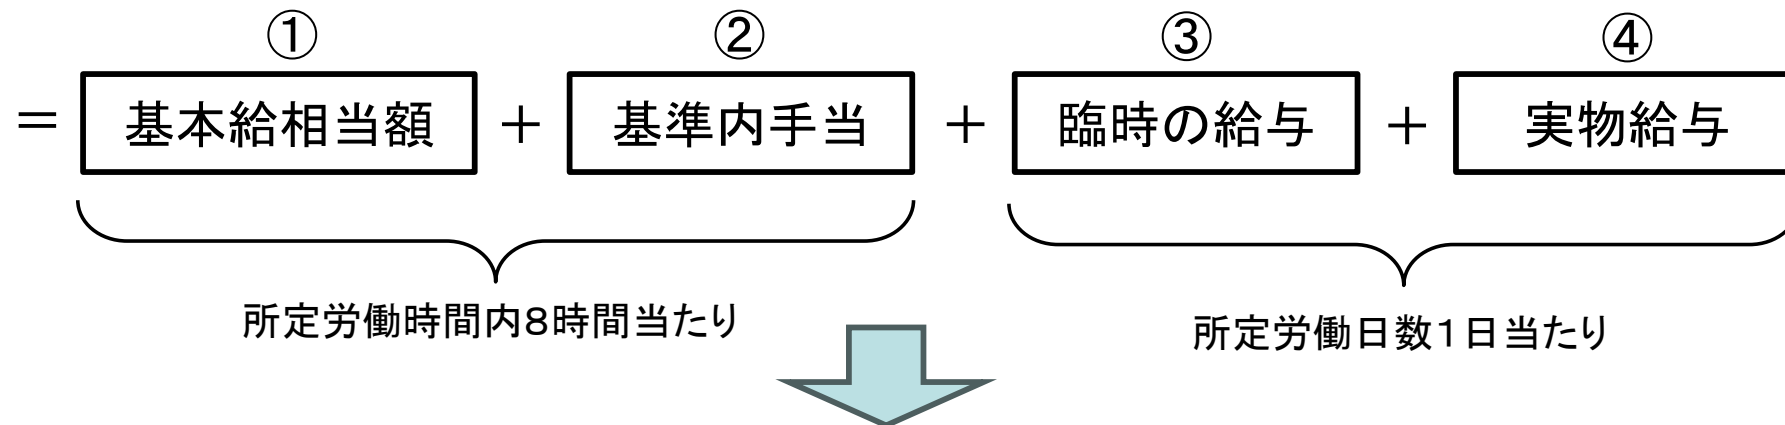 ① ② ③ ④
= 基本給相当額 + 基準内手当 + 臨時の給与 + 実物給与
所定労働時間内8時間当たり
所定労働日数1日当たり